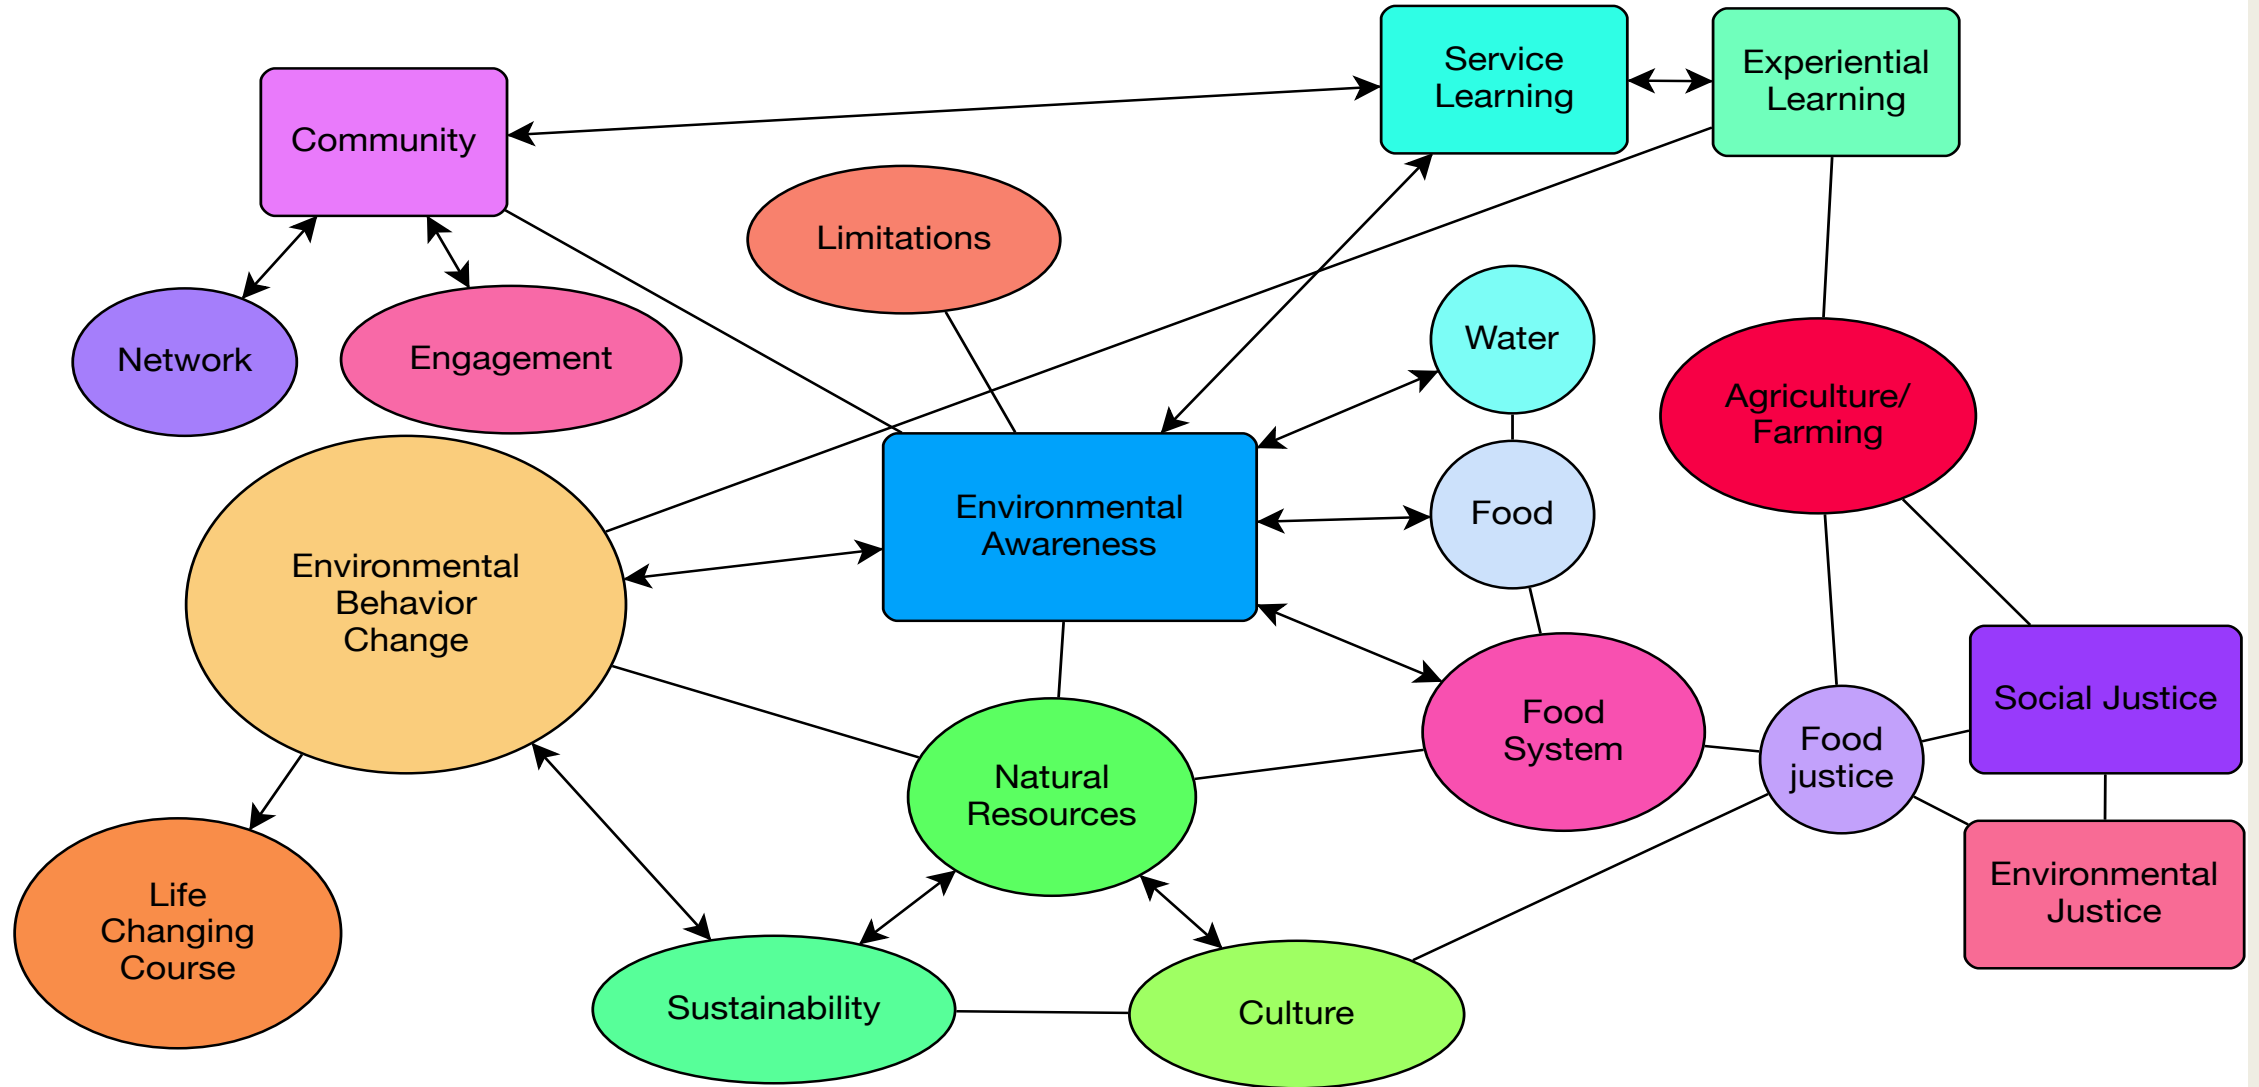 Service
Learning
Experiential
Learning
Community
Limitations
Water
Network
Engagement
Agriculture/
Farming
Environmental
Awareness
Food
Environmental
Behavior
Change
Social Justice
Food
System
Food
justice
Natural
Resources
Environmental
Justice
Life
Changing
Course
Sustainability
Culture